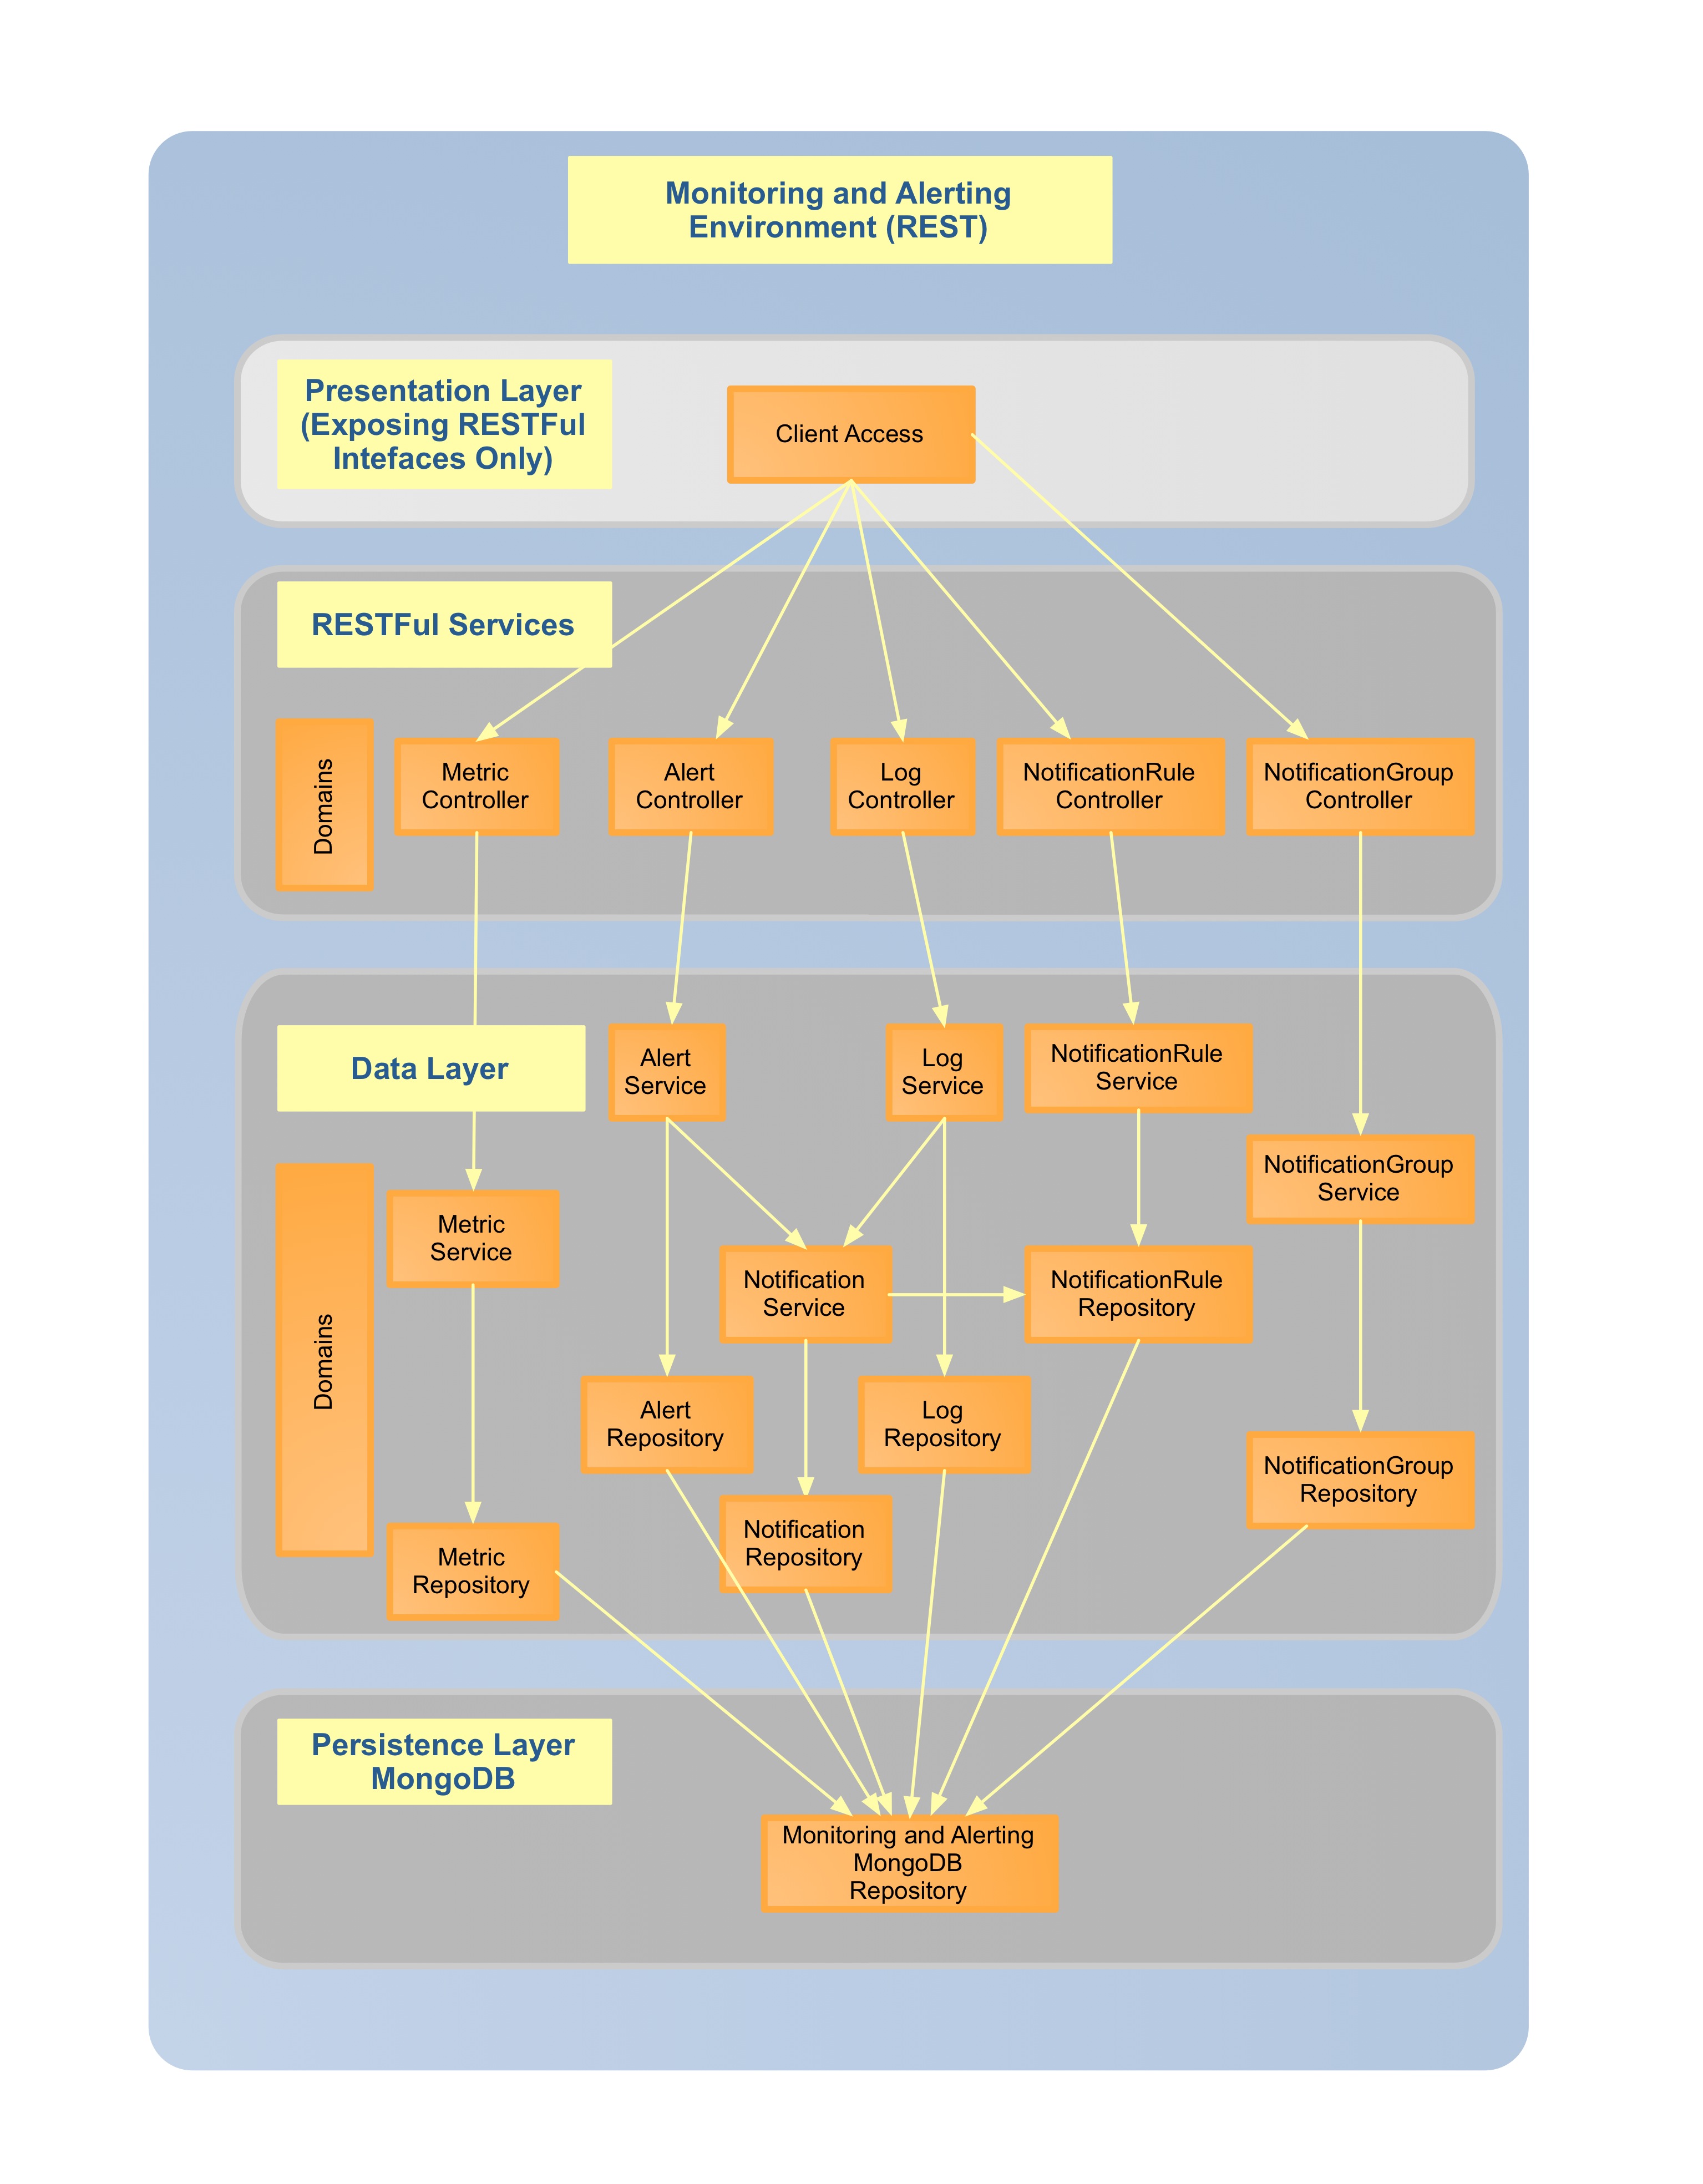 Monitoring and Alerting
Environment (REST)
Presentation Layer
(Exposing RESTFul
Intefaces Only)
Client Access
RESTFul Services
Domains
Metric
Controller
Alert
Controller
Log
Controller
NotificationRule
Controller
NotificationGroup
Controller
Data Layer
Alert
Service
Log
Service
NotificationRule
Service
NotificationGroup
Service
Domains
Metric
Service
Notification
Service
NotificationRule
Repository
Alert
Repository
Log
Repository
NotificationGroup
Repository
Notification
Repository
Metric
Repository
Persistence Layer
MongoDB
Monitoring and Alerting
MongoDB
Repository